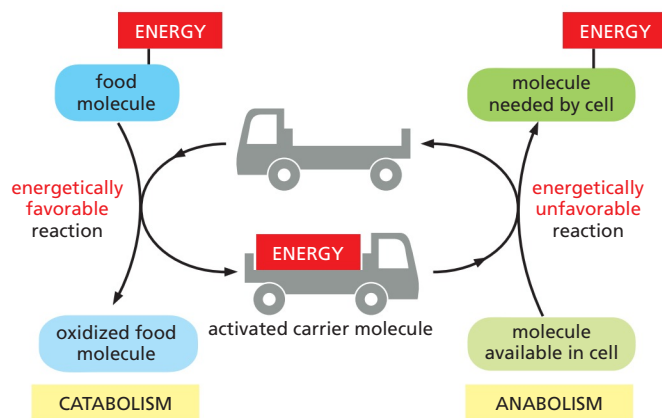 ENERGY
food
molecule
energetically
favorable
reaction
oxidized food
molecule
CATABOLISM
ENERGY
activated carrier molecule
ENERGY
molecule
needed by cell
energetically
unfavorable
reaction
molecule
available in cell
ANABOLISM